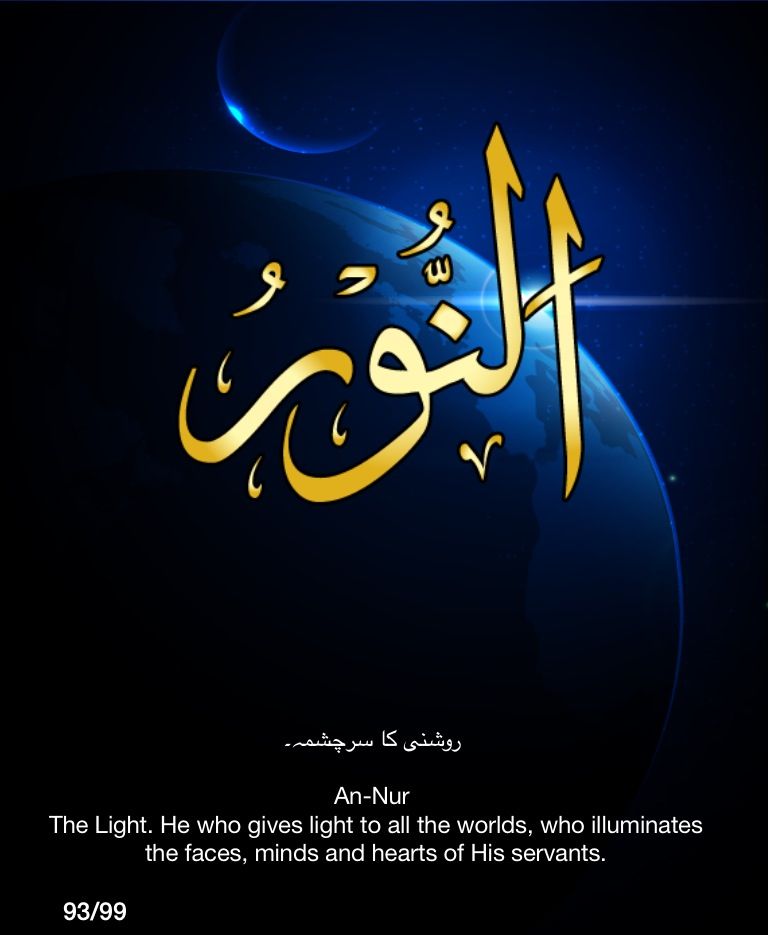 النُّورُ
روشنی کا سرچشمہ۔
An-Nur
The Light. He who gives light to all the worlds, who illuminates
the faces, minds and hearts of His servants.
93/99